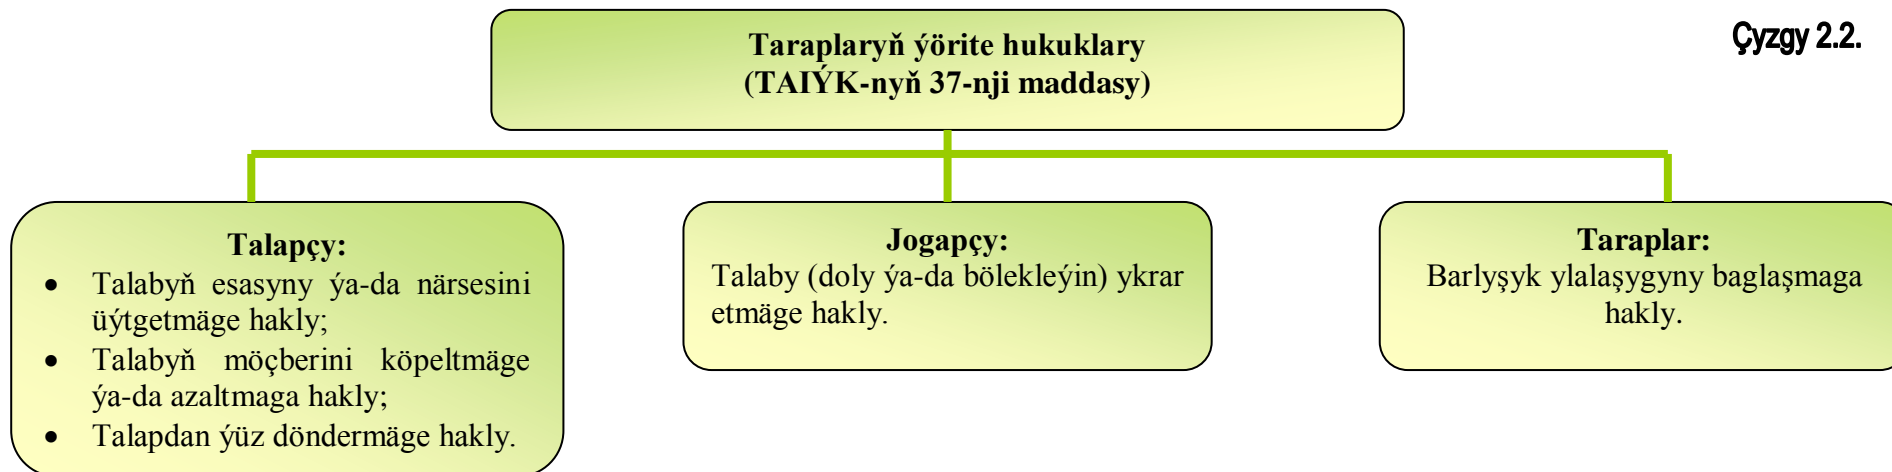 Çyzgy 2.2.
Taraplaryň ýörite hukuklary
(TAIÝK-nyň 37-nji maddasy)
Talapçy:
• Talabyň esasyny ýa-da närsesini
üýtgetmäge hakly;
• Talabyň möçberini köpeltmäge
ýa-da azaltmaga hakly;
• Talapdan ýüz döndermäge hakly.
Jogapçy:
Talaby (doly ýa-da bölekleýin) ykrar
etmäge hakly.
Taraplar:
Barlyşyk ylalaşygyny baglaşmaga
hakly.